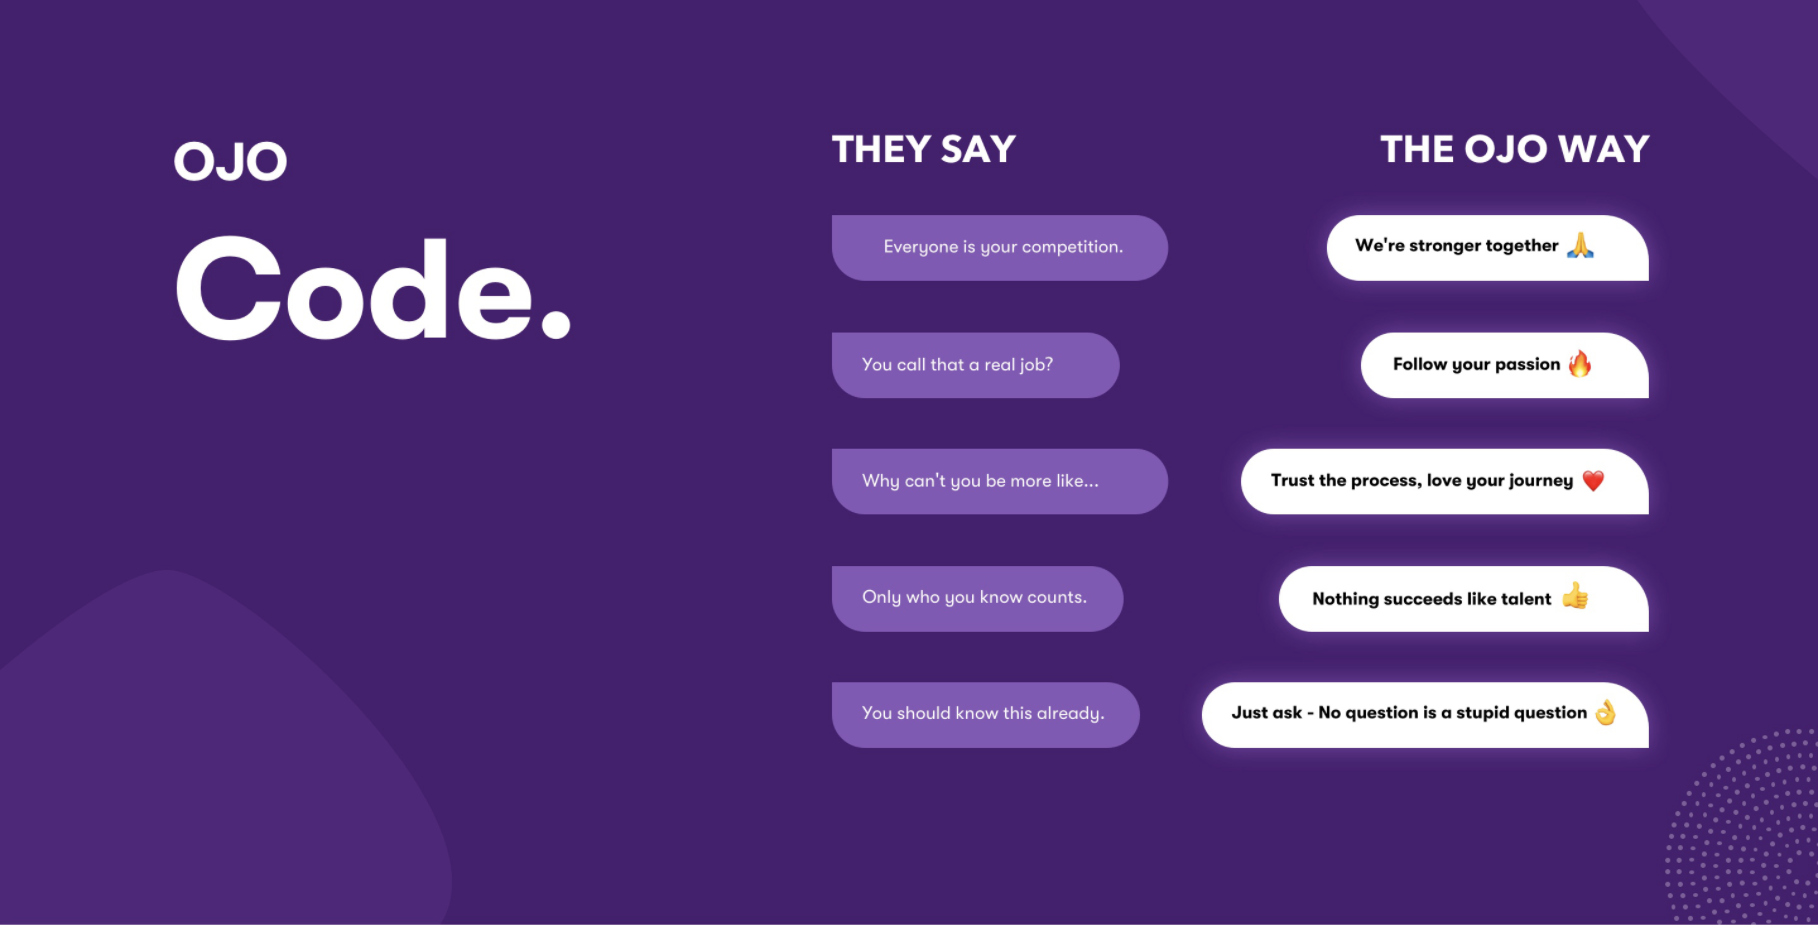 OJO
Code.
THEY SAY
THE OJO WAY
Everyone is your competition.
We're stronger together 🙏
You call that a real job?
Follow your passion 🔥
Why can't you be more like...
Trust the process, love your journey ❤️
Only who you know counts.
Nothing succeeds like talent 👍
You should know this already.
Just ask - No question is a stupid question 👌